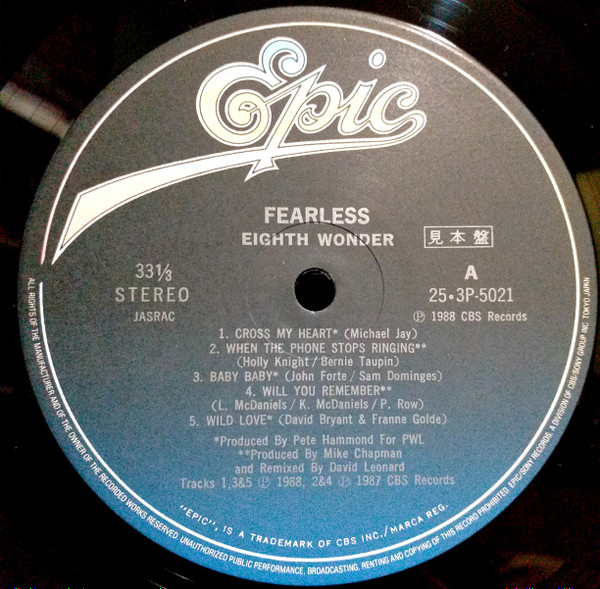 Epic
FEARLESS
EIGHTH WONDER
見本盤
33⅓
STEREO
JASRAC
A
25•3P-5021
Ⓟ 1988 CBS Records
1. CROSS MY HEART* (Michael Jay)
2. WHEN THE PHONE STOPS RINGING**
(Holly Knight/Bernie Taupin)
3. BABY BABY* (John Forte/Sam Dominges)
4. WILL YOU REMEMBER**
(L. McDaniels/K. McDaniels/P. Row)
5. WILD LOVE* (David Bryant & Franne Golde)
*Produced By Pete Hammond For PWL
**Produced By Mike Chapman
and Remixed By David Leonard
Tracks 1,3&5 Ⓟ 1988, 2&4 Ⓟ 1987 CBS Records
"EPIC", IS A TRADEMARK OF CBS INC./MARCA REG.
ALL RIGHTS OF THE MANUFACTURER AND OF THE OWNER OF THE RECORDED WORKS RESERVED. UNAUTHORIZED PUBLIC PERFORMANCE, BROADCASTING, RENTING AND COPYING OF THIS RECORD PROHIBITED. EPIC/SONY RECORDS, A DIVISION OF CBS/SONY GROUP INC. TOKYO JAPAN